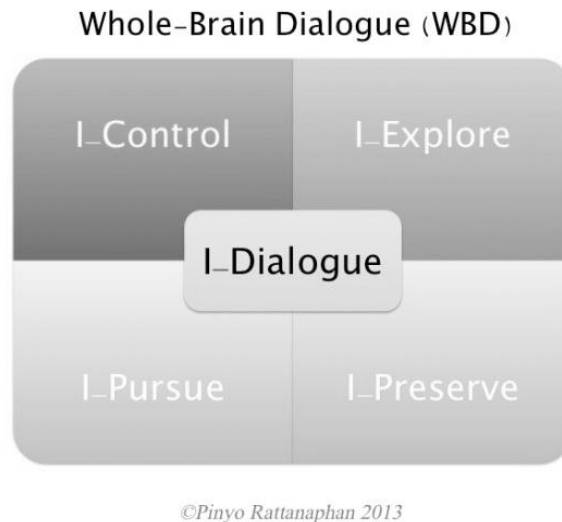 Whole-Brain Dialogue (WBD)
I_Control
I_Explore
I_Dialogue
I_Pursue
I_Preserve
©Pinyo Rattanaphan 2013